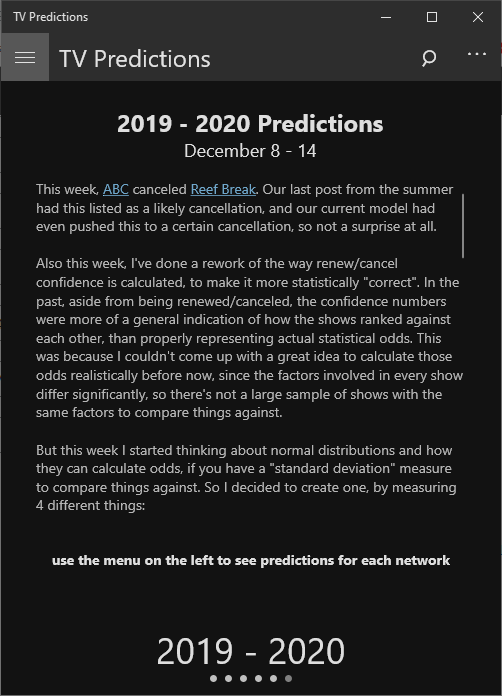 TV Predictions
TV Predictions
2019 - 2020 Predictions
December 8 - 14
This week, ABC canceled Reef Break. Our last post from the summer
had this listed as a likely cancellation, and our current model had
even pushed this to a certain cancellation, so not a surprise at all.
Also this week, I've done a rework of the way renew/cancel
confidence is calculated, to make it more statistically "correct". In the
past, aside from being renewed/canceled, the confidence numbers
were more of a general indication of how the shows ranked against
each other, than properly representing actual statistical odds. This
was because I couldn't come up with a great idea to calculate those
odds realistically before now, since the factors involved in every show
differ significantly, so there's not a large sample of shows with the
same factors to compare things against.
But this week I started thinking about normal distributions and how
they can calculate odds, if you have a "standard deviation" measure
to compare things against. So I decided to create one, by measuring
4 different things:
use the menu on the left to see predictions for each network
2019 - 2020